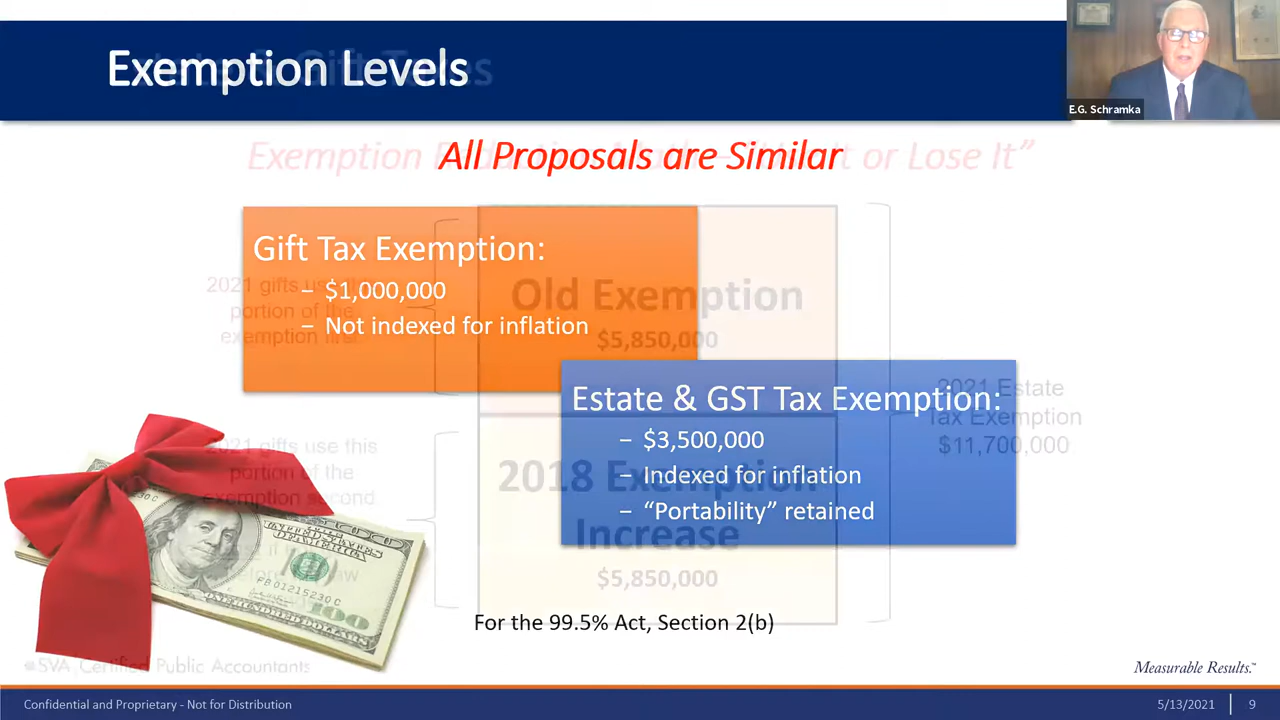 Exemption Levels
E.G. Schramka
All Proposals are Similar
Exemption
It or Lose It”
Gift Tax Exemption:
– $1,000,000
– Not indexed for inflation
2021 gifts use this
portion of the
exemption first
Old Exemption
$5,850,000
Estate & GST Tax Exemption:
– $3,500,000
– Indexed for inflation
– “Portability” retained
2021 Estate
Tax Exemption
$11,700,000
2021 gifts use this
portion of the
exemption second
2018 Exemption
Increase
$5,850,000
FB 01215230 C
100
For the 99.5% Act, Section 2(b)
SVA Certified Public Accountants
Measurable Results.™
Confidential and Proprietary - Not for Distribution
5/13/2021
9